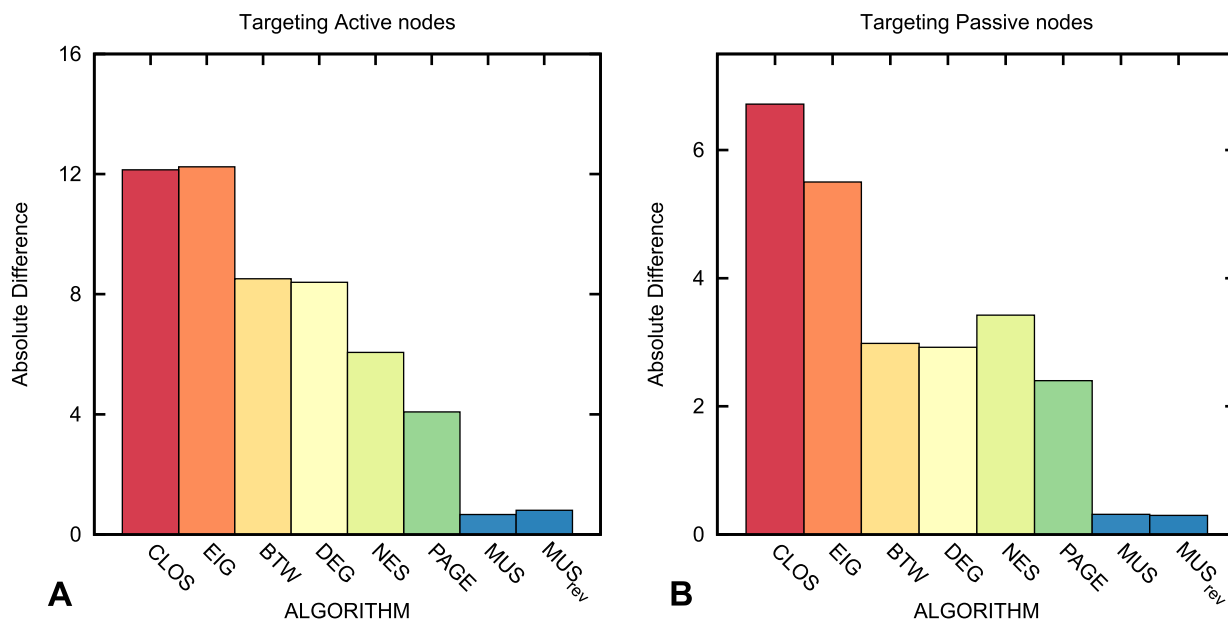 Targeting Active nodes
Absolute Difference
16
12
8
4
0
CLOS
EIG
BTW
DEG
NES
PAGE
MUS
MUSrev
ALGORITHM
A
Targeting Passive nodes
Absolute Difference
6
4
2
0
CLOS
EIG
BTW
DEG
NES
PAGE
MUS
MUSrev
ALGORITHM
B